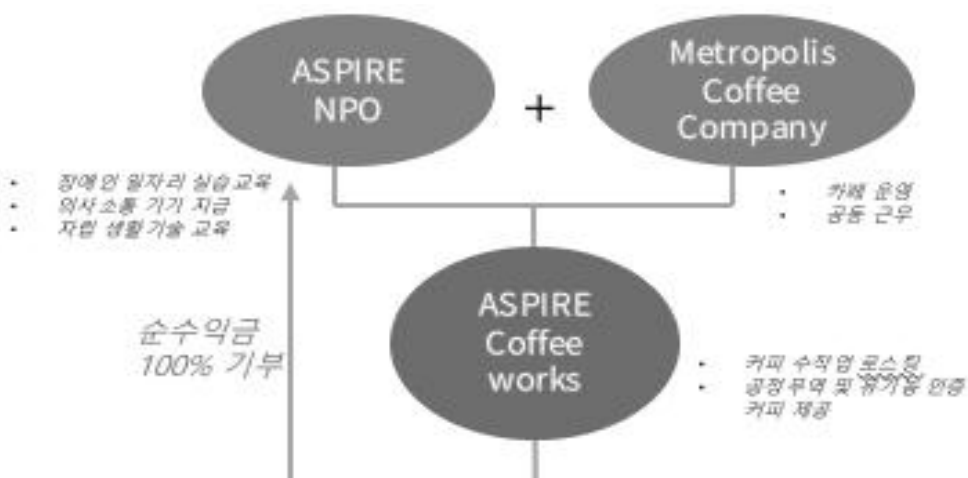 ASPIRE
NPO
+
Metropolis
Coffee
Company
• 장애인 일자리 실습 교육
• 의사 소통 기기 지급
• 자립 생활 기술 교육
• 카페 운영
• 공동 근무
ASPIRE
Coffee
works
순수익금
100% 기부
• 커피 수작업 로스팅
• 공정 무역 및 유기농 인증
커피 제공